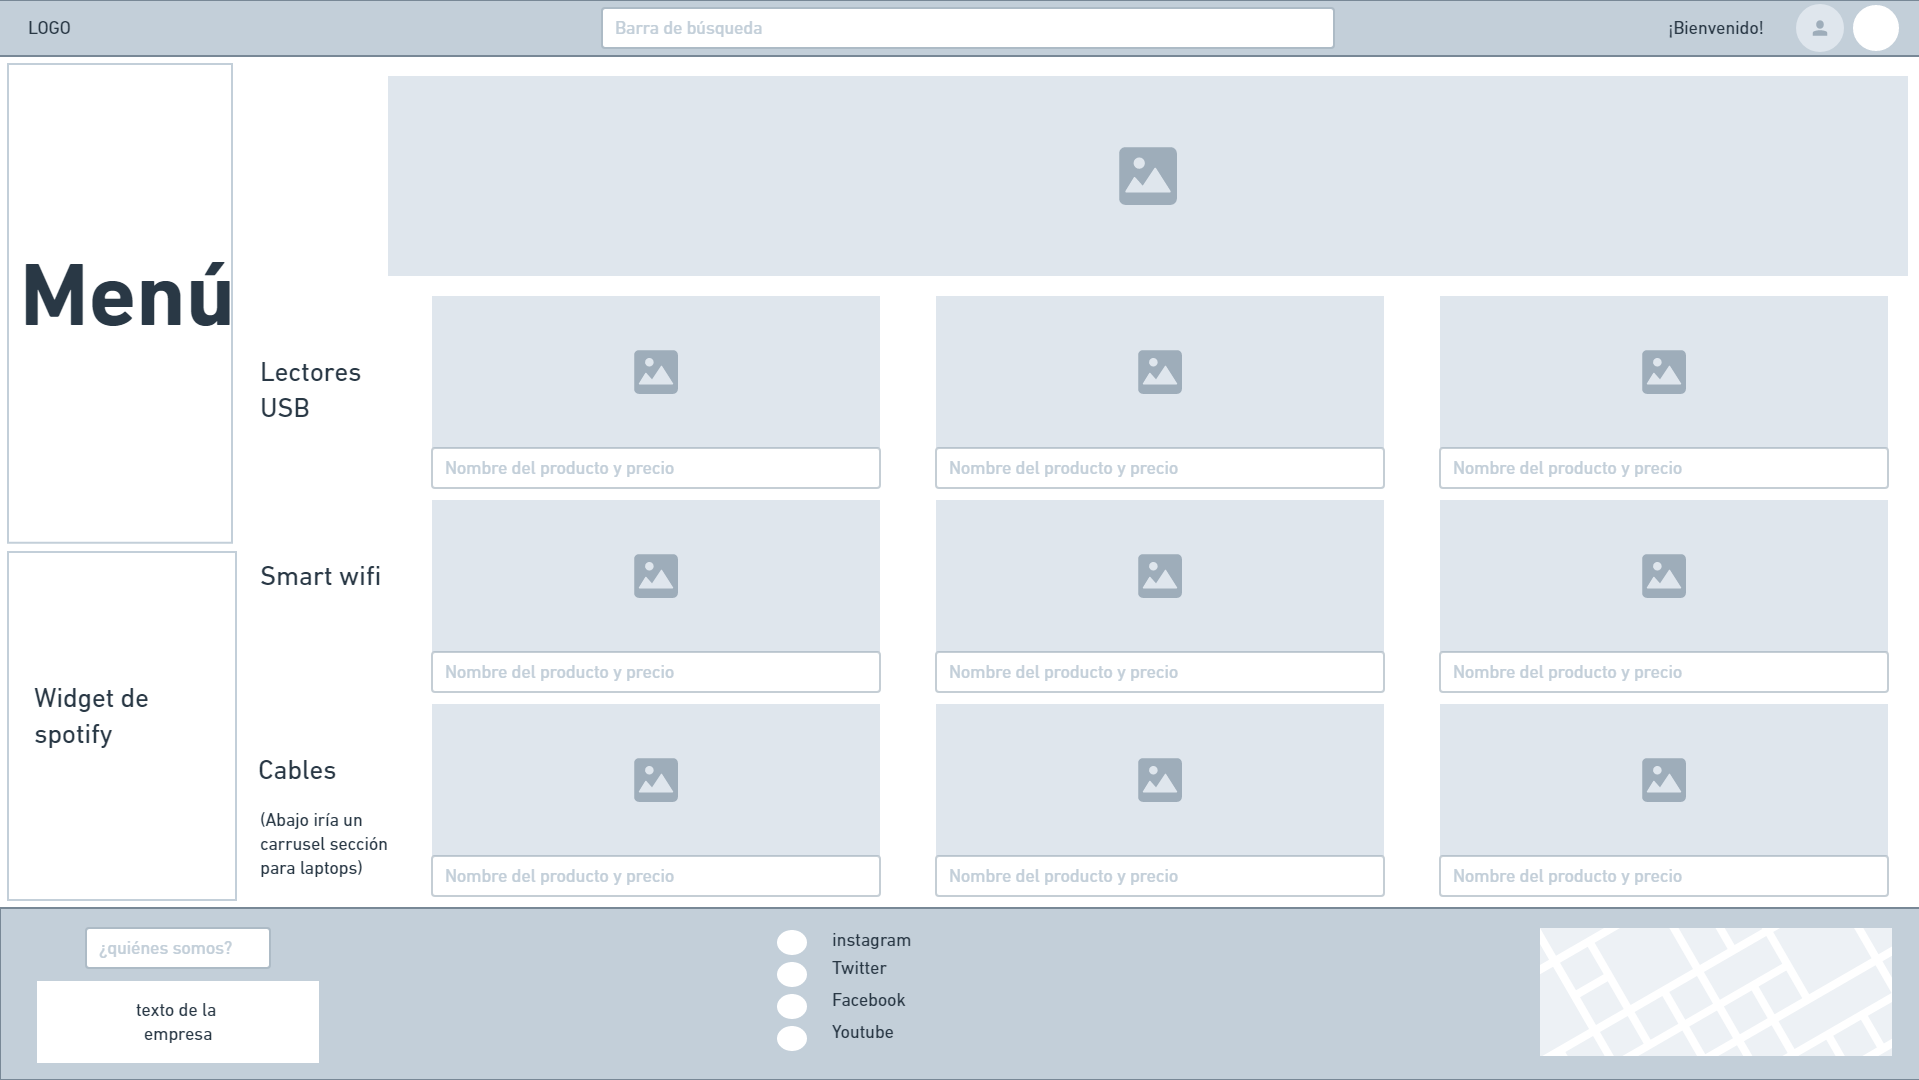 LOGO
Barra de búsqueda
¡Bienvenido!
Menú
Lectores
USB
Nombre del producto y precio
Nombre del producto y precio
Nombre del producto y precio
Smart wifi
Nombre del producto y precio
Nombre del producto y precio
Nombre del producto y precio
Widget de
spotify
Cables
(Abajo iría un
carrusel sección
para laptops)
Nombre del producto y precio
Nombre del producto y precio
Nombre del producto y precio
¿quiénes somos?
texto de la
empresa
instagram
Twitter
Facebook
Youtube